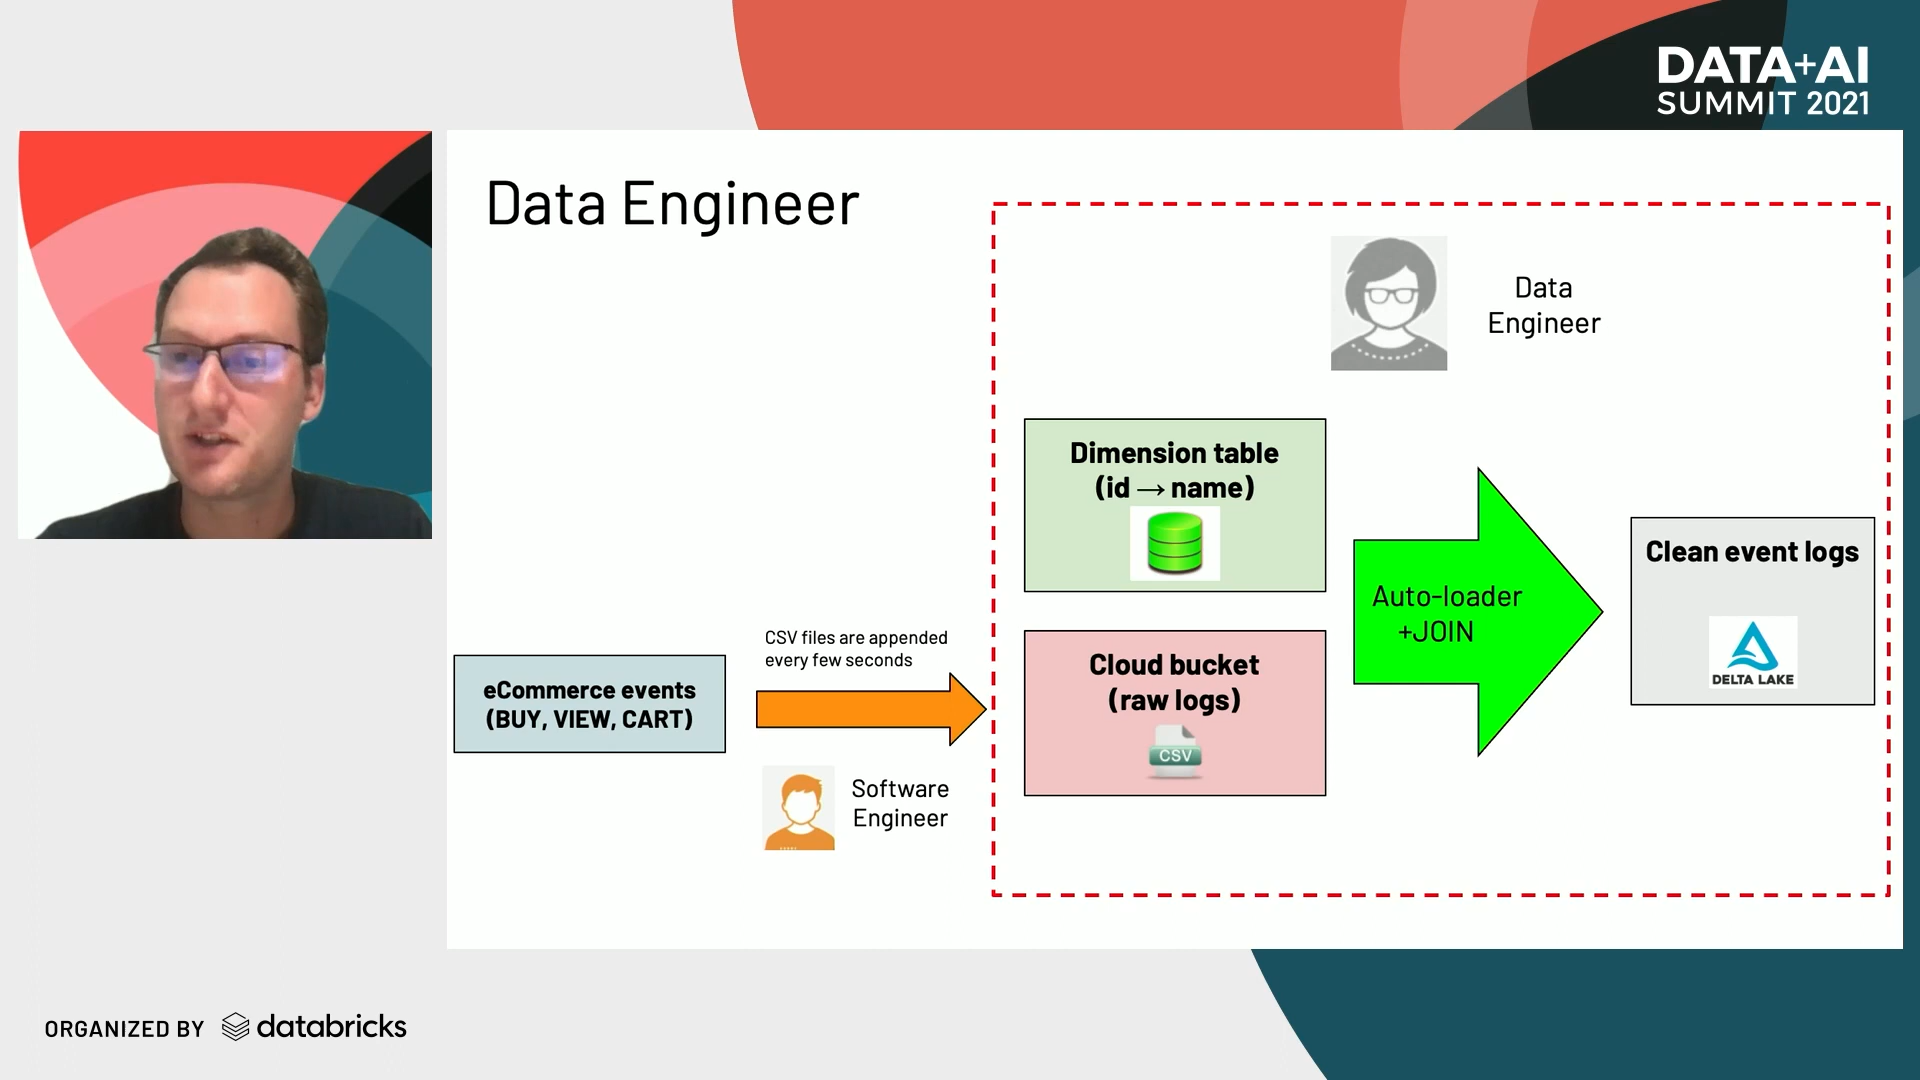 DATA+AI
SUMMIT 2021
Data Engineer
Data
Engineer
Dimension table
(id → name)
Auto-loader
+JOIN
Clean event logs
DELTA LAKE
CSV files are appended
every few seconds
eCommerce events
(BUY, VIEW, CART)
Cloud bucket
(raw logs)
CSV
Software
Engineer
ORGANIZED BY databricks